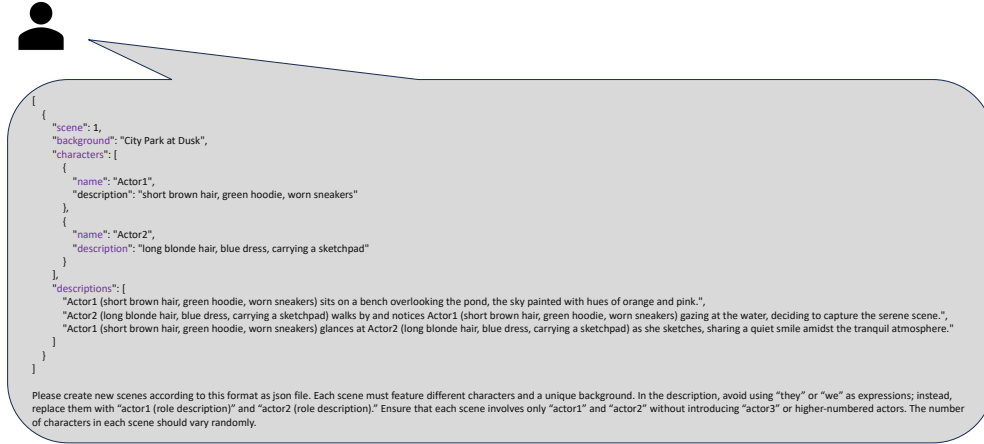 [
{
"scene": 1,
"background": "City Park at Dusk",
"characters": [
{
"name": "Actor1",
"description": "short brown hair, green hoodie, worn sneakers"
},
{
"name": "Actor2",
"description": "long blonde hair, blue dress, carrying a sketchpad"
}
],
"descriptions": [
"Actor1 (short brown hair, green hoodie, worn sneakers) sits on a bench overlooking the pond, the sky painted with hues of orange and pink.",
"Actor2 (long blonde hair, blue dress, carrying a sketchpad) walks by and notices Actor1 (short brown hair, green hoodie, worn sneakers) gazing at the water, deciding to capture the serene scene.",
"Actor1 (short brown hair, green hoodie, worn sneakers) glances at Actor2 (long blonde hair, blue dress, carrying a sketchpad) as she sketches, sharing a quiet smile amidst the tranquil atmosphere."
]
}
]
Please create new scenes according to this format as json file. Each scene must feature different characters and a unique background. In the description, avoid using “they” or “we” as expressions; instead,
replace them with “actor1 (role description)” and “actor2 (role description).” Ensure that each scene involves only “actor1” and “actor2” without introducing “actor3” or higher-numbered actors. The number
of characters in each scene should vary randomly.